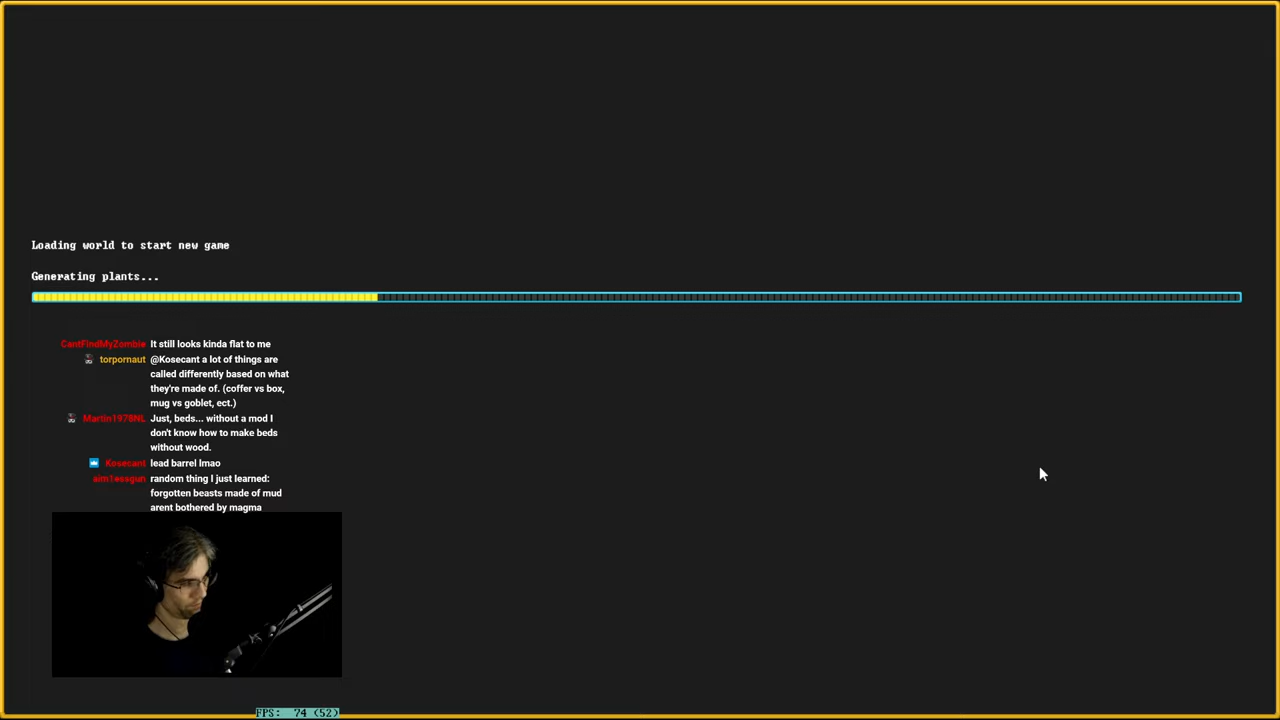 Loading world to start new game
Generating plants...
CantFindMyZombie It still looks kinda flat to me
torpornaut @Kosecant a lot of things are
called differently based on what
they're made of. (coffer vs box,
mug vs goblet, ect.)
Martin1978NL Just, beds... without a mod I
don't know how to make beds
without wood.
Kosecant lead barrel lmao
aim1essgun random thing I just learned:
forgotten beasts made of mud
arent bothered by magma
FPS: 74 (52)